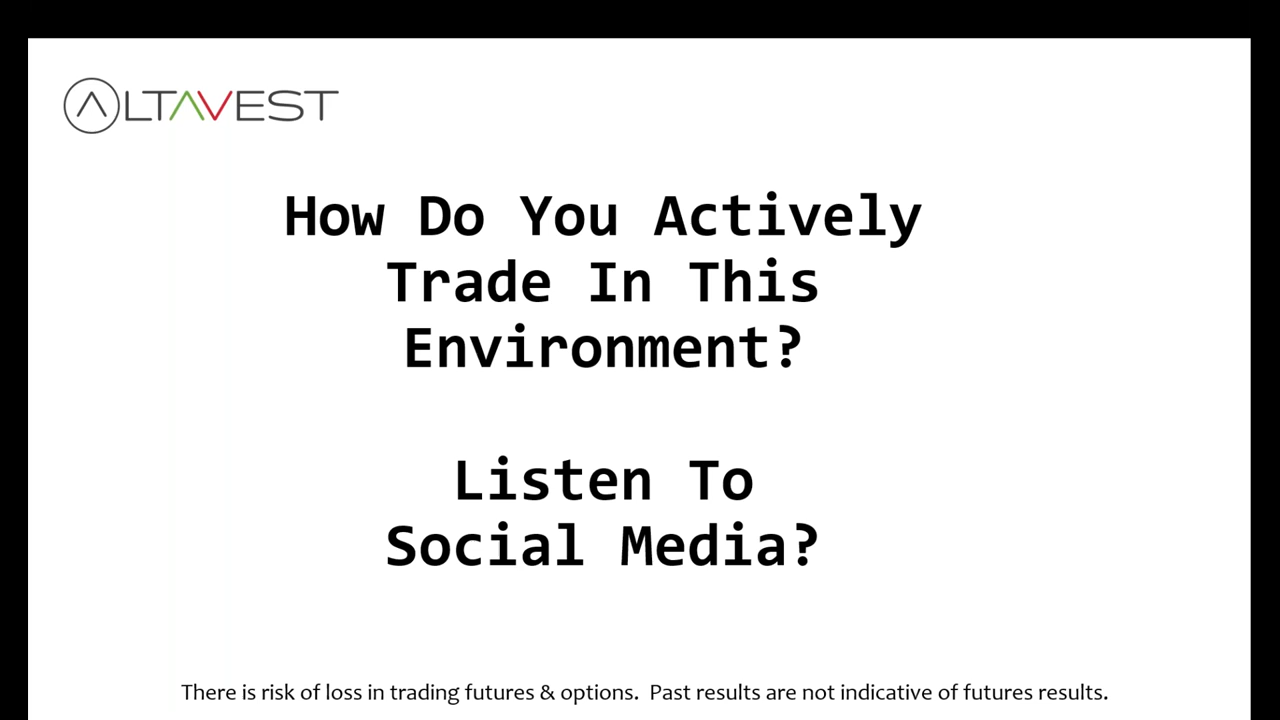 ALTAVEST
How Do You Actively
Trade In This
Environment?
Listen To
Social Media?
There is risk of loss in trading futures & options.  Past results are not indicative of futures results.